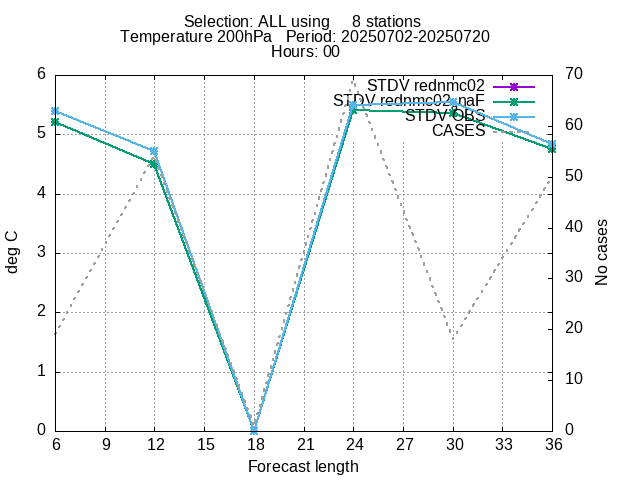 Selection: ALL using 8 stations
Temperature 200hPa Period: 20250702-20250720
Hours: 00
STDV rednmc02
STDV rednmc02_naF
STDV OBS
CASES
deg C
No cases
6
5
4
3
2
1
0
70
60
50
40
30
20
10
0
6 9 12 15 18 21 24 27 30 33 36
Forecast length